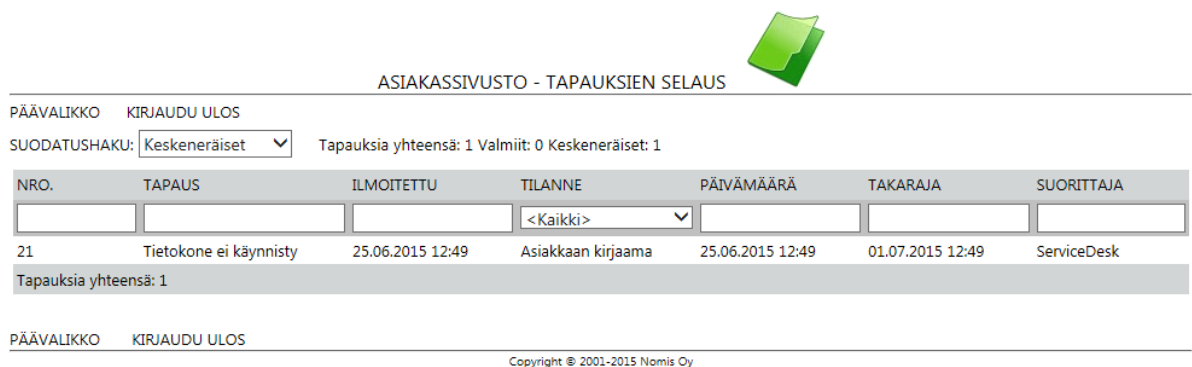 ASIAKASSIVUSTO - TAPAUKSIEN SELAUS
PÄÄVALIKKO KIRJAUDU ULOS
SUODATUSHAKU: Keskeneräiset Tapauksia yhteensä: 1 Valmiit: 0 Keskeneräiset: 1
NRO. TAPAUS ILMOITETTU TILANNE PÄIVÄMÄÄRÄ TAKARAJA SUORITTAJA
<Kaikki>
21 Tietokone ei käynnisty 25.06.2015 12:49 Asiakkaan kirjaama 25.06.2015 12:49 01.07.2015 12:49 ServiceDesk
Tapauksia yhteensä: 1
PÄÄVALIKKO KIRJAUDU ULOS
Copyright © 2001-2015 Nomis Oy